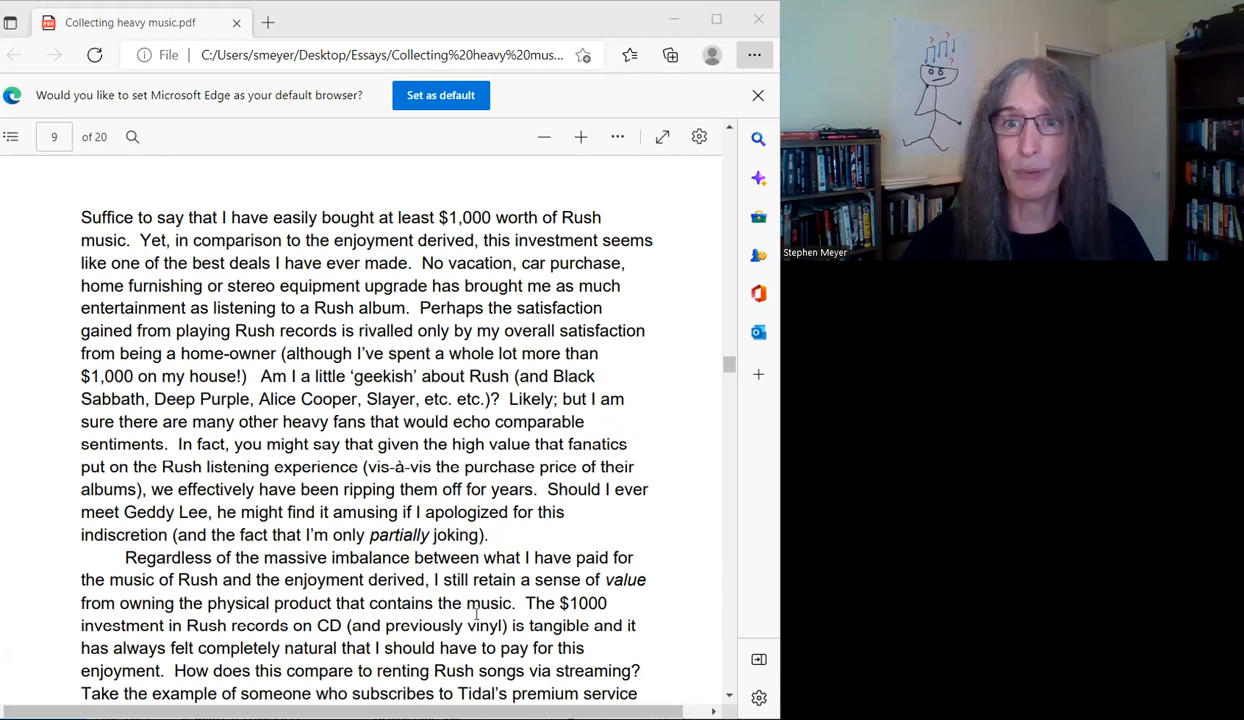 Collecting heavy music.pdf
File
C:/Users/smeyer/Desktop/Essays/Collecting%20heavy%20mus...
Would you like to set Microsoft Edge as your default browser?
Set as default
9
of 20
Suffice to say that I have easily bought at least $1,000 worth of Rush
music. Yet, in comparison to the enjoyment derived, this investment seems
like one of the best deals I have ever made. No vacation, car purchase,
home furnishing or stereo equipment upgrade has brought me as much
entertainment as listening to a Rush album. Perhaps the satisfaction
gained from playing Rush records is rivalled only by my overall satisfaction
from being a home-owner (although I've spent a whole lot more than
$1,000 on my house!) Am I a little 'geekish' about Rush (and Black
Sabbath, Deep Purple, Alice Cooper, Slayer, etc. etc.)? Likely; but I am
sure there are many other heavy fans that would echo comparable
sentiments. In fact, you might say that given the high value that fanatics
put on the Rush listening experience (vis-à-vis the purchase price of their
albums), we effectively have been ripping them off for years. Should I ever
meet Geddy Lee, he might find it amusing if I apologized for this
indiscretion (and the fact that I'm only partially joking).
Regardless of the massive imbalance between what I have paid for
the music of Rush and the enjoyment derived, I still retain a sense of value
from owning the physical product that contains the music. The $1000
investment in Rush records on CD (and previously vinyl) is tangible and it
has always felt completely natural that I should have to pay for this
enjoyment. How does this compare to renting Rush songs via streaming?
Take the example of someone who subscribes to Tidal's premium service
? ?
?
Stephen Meyer